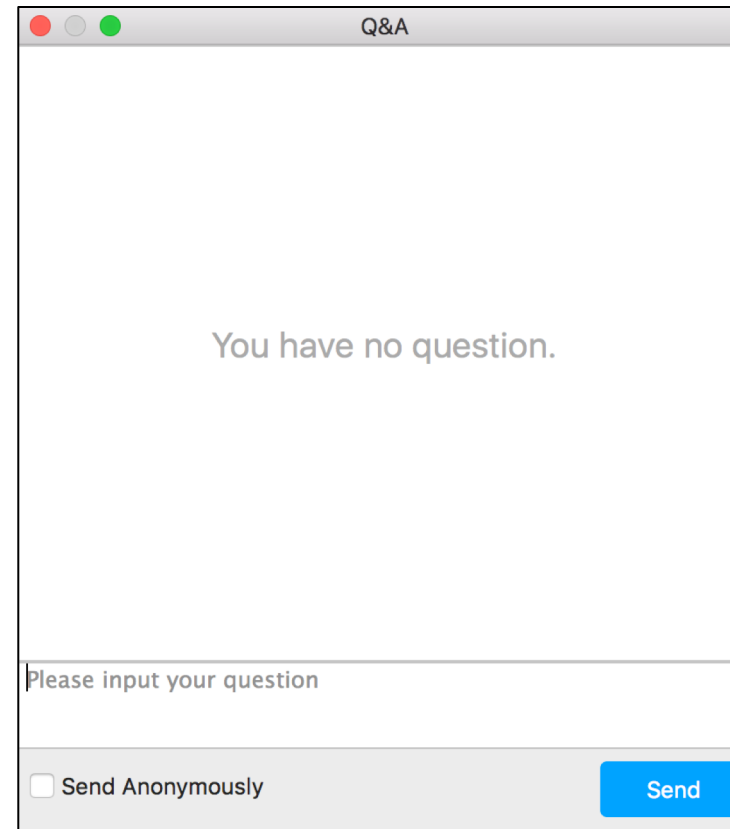 Q&A
You have no question.
Please input your question
Send Anonymously
Send